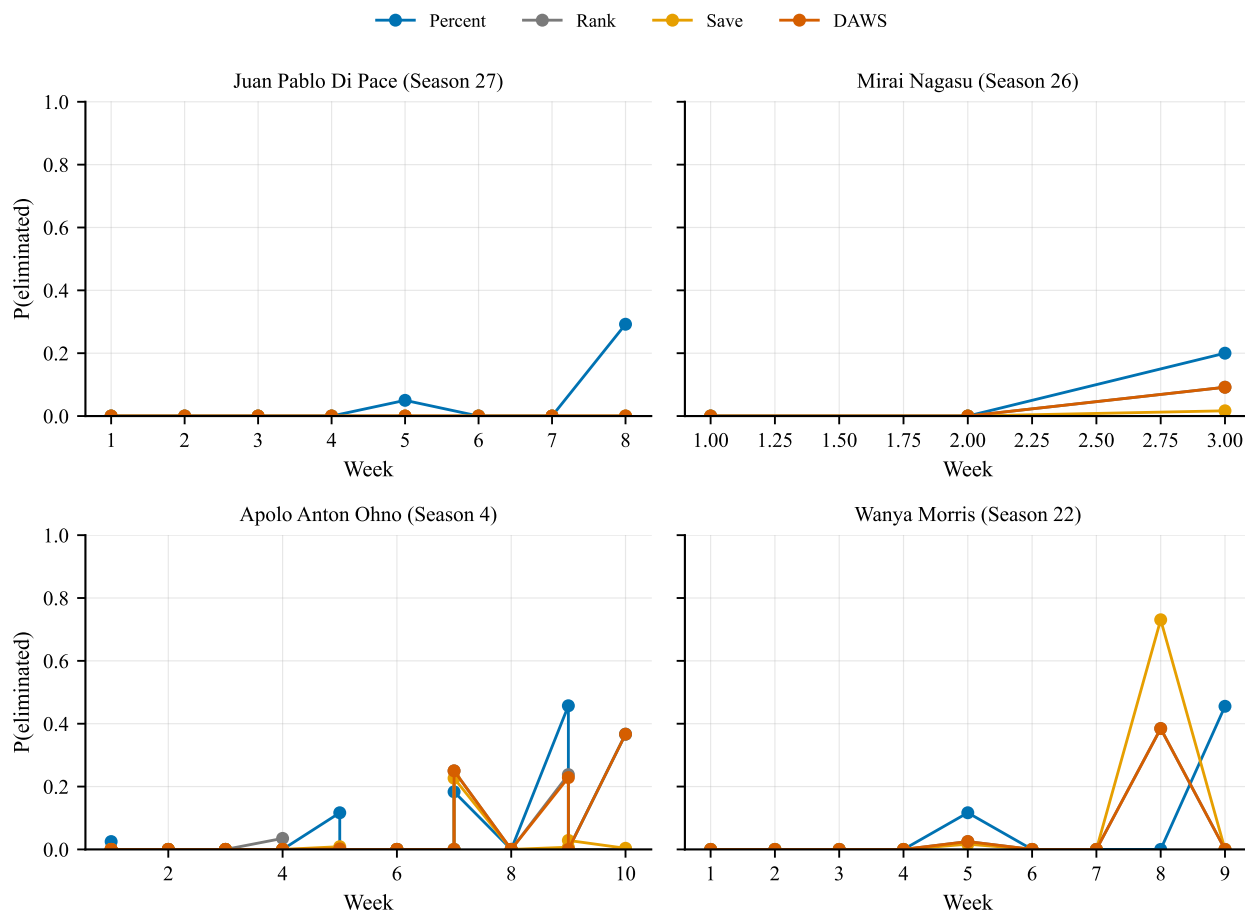 Percent Rank Save DAWS
Juan Pablo Di Pace (Season 27)
Mirai Nagasu (Season 26)
P(eliminated)
1.0
0.8
0.6
0.4
0.2
0.0
1 2 3 4 5 6 7 8
Week
1.00 1.25 1.50 1.75 2.00 2.25 2.50 2.75 3.00
Week
Apolo Anton Ohno (Season 4)
Wanya Morris (Season 22)
P(eliminated)
1.0
0.8
0.6
0.4
0.2
0.0
2 4 6 8 10
Week
1 2 3 4 5 6 7 8 9
Week